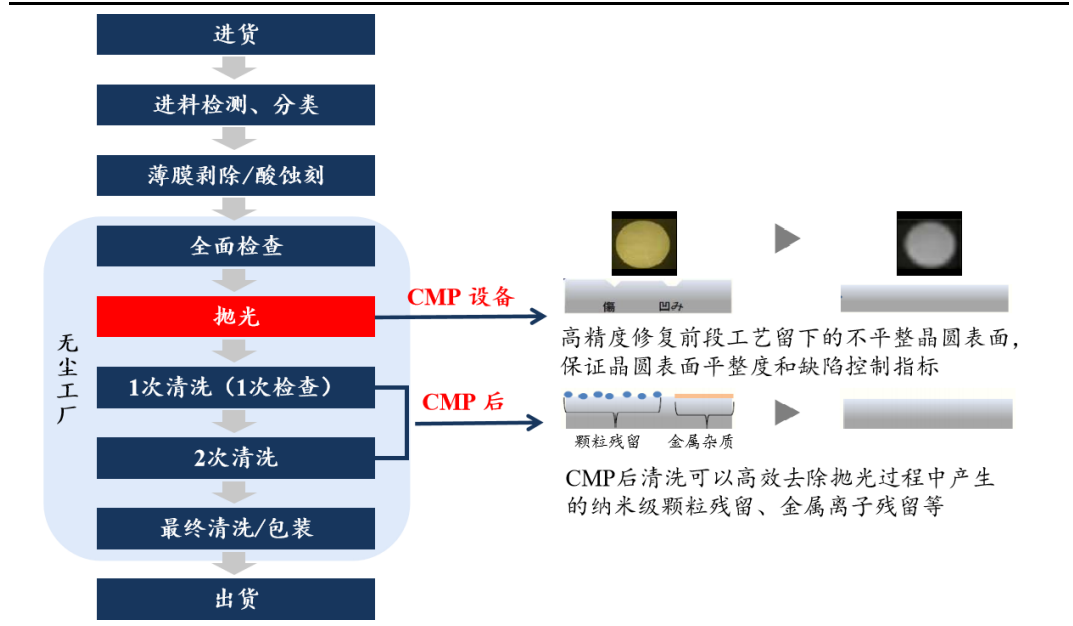 进货
进料检测、分类
薄膜剥除/酸蚀刻
无尘工厂
全面检查
抛光
1次清洗（1次检查）
2次清洗
最终清洗/包装
出货
CMP 设备
傷
凹み
高精度修复前段工艺留下的不平整晶圆表面，
保证晶圆表面平整度和缺陷控制指标
CMP 后
颗粒残留
金属杂质
CMP后清洗可以高效去除抛光过程中产生
的纳米级颗粒残留、金属离子残留等